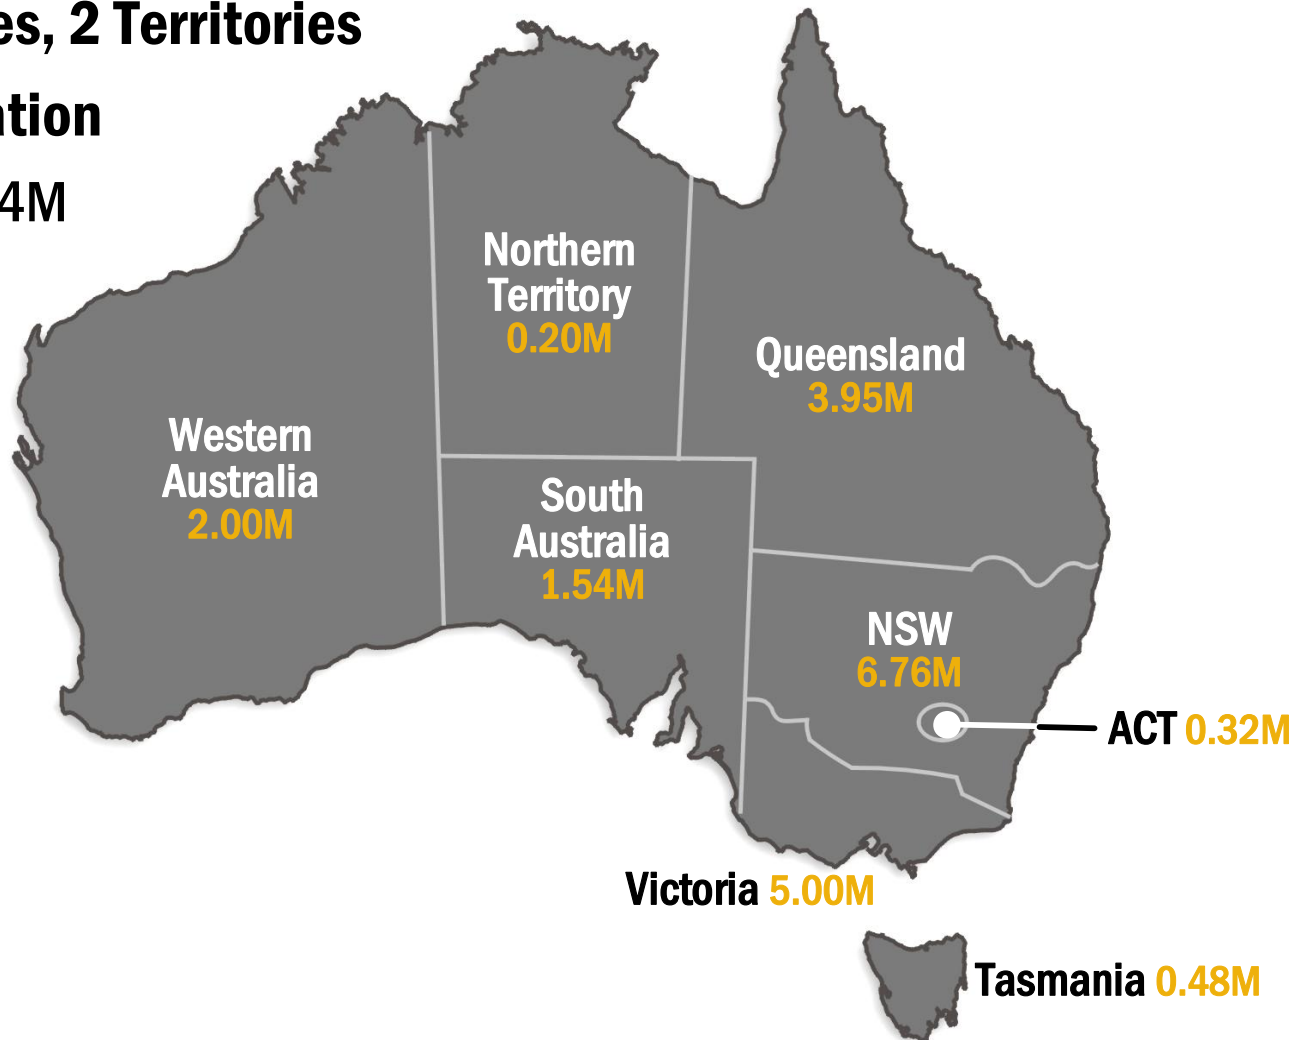 es, 2 Territories
ation
4M
Northern
Territory
0.20M
Queensland
3.95M
Western
Australia
2.00M
South
Australia
1.54M
NSW
6.76M
ACT 0.32M
Victoria 5.00M
Tasmania 0.48M